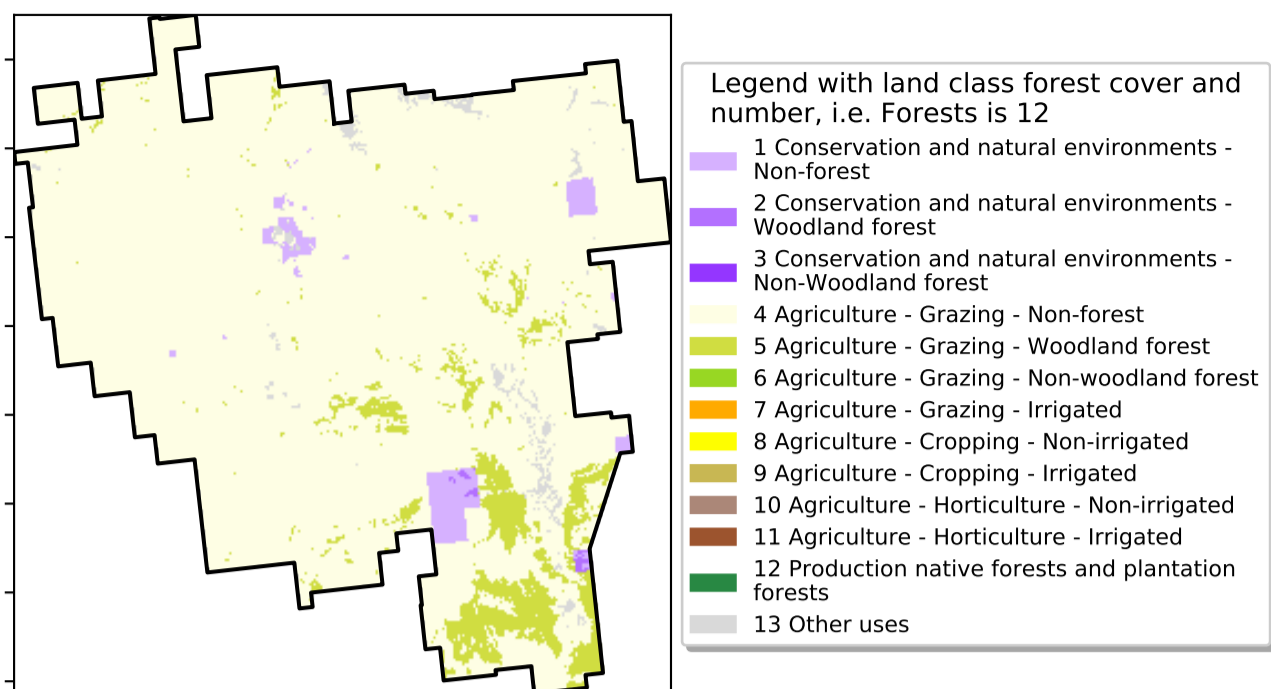 Legend with land class forest cover and
number, i.e. Forests is 12
1 Conservation and natural environments -
Non-forest
2 Conservation and natural environments -
Woodland forest
3 Conservation and natural environments -
Non-Woodland forest
4 Agriculture - Grazing - Non-forest
5 Agriculture - Grazing - Woodland forest
6 Agriculture - Grazing - Non-woodland forest
7 Agriculture - Grazing - Irrigated
8 Agriculture - Cropping - Non-irrigated
9 Agriculture - Cropping - Irrigated
10 Agriculture - Horticulture - Non-irrigated
11 Agriculture - Horticulture - Irrigated
12 Production native forests and plantation
forests
13 Other uses